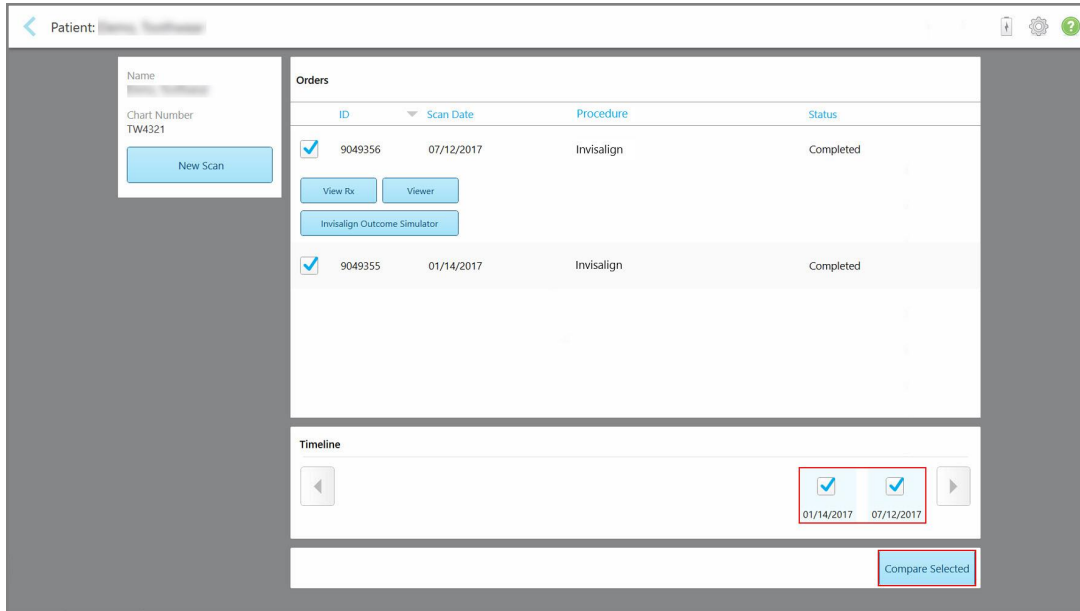 Patient:
?
Name
Chart Number
TW4321
New Scan
Orders
ID Scan Date Procedure Status
9049356 07/12/2017 Invisalign Completed
View Rx Viewer
Invisalign Outcome Simulator
9049355 01/14/2017 Invisalign Completed
Timeline
01/14/2017 07/12/2017
Compare Selected